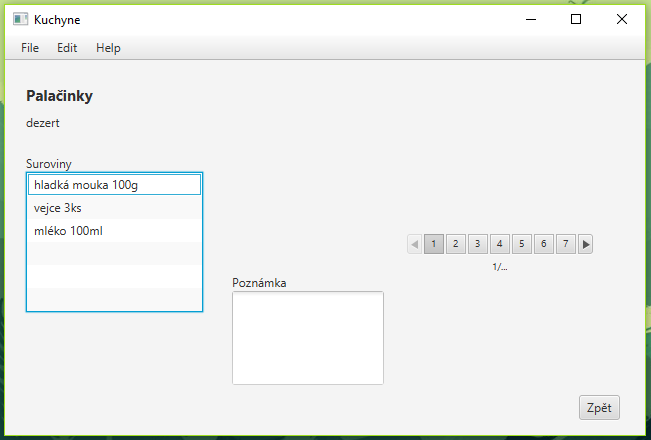 Kuchyne
File Edit Help
Palačinky
dezert
Suroviny
hladká mouka 100g
vejce 3ks
mléko 100ml
1 2 3 4 5 6 7
1/...
Poznámka
Zpět